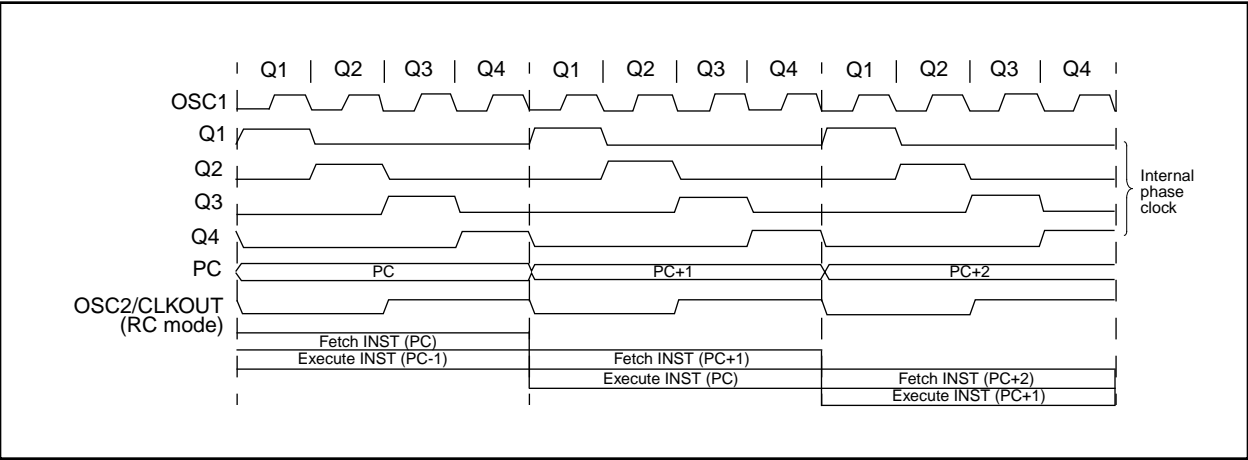 Q1 Q2 Q3 Q4 Q1 Q2 Q3 Q4 Q1 Q2 Q3 Q4
OSC1
Q1
Q2
Q3
Q4
PC
PC PC+1 PC+2
OSC2/CLKOUT
(RC mode)
Internal
phase
clock
Fetch INST (PC)
Execute INST (PC-1) Fetch INST (PC+1)
Execute INST (PC) Fetch INST (PC+2)
Execute INST (PC+1)